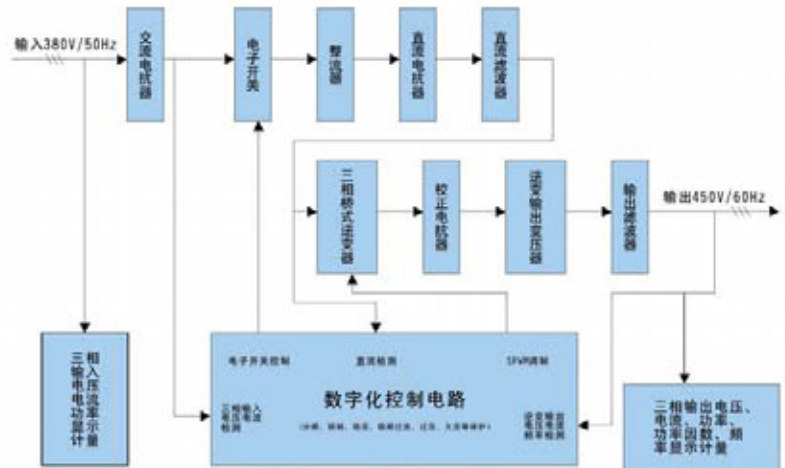 输入380V/50Hz
交流电抗器
电子开关
整流器
直流电抗器
直流滤波器
三相桥式逆变器
校正电抗器
逆变输出变压器
输出滤波器
输出450V/60Hz
三相
输入
电压
电流
功率
显示
计量
电子开关控制
直流检测
SPWM调制
数字化控制电路
三相输入
电压电流
检测
逆变输出
电压电流
频率检测
三相输出电压、
电流、功率、
功率因数、频
率显示计量